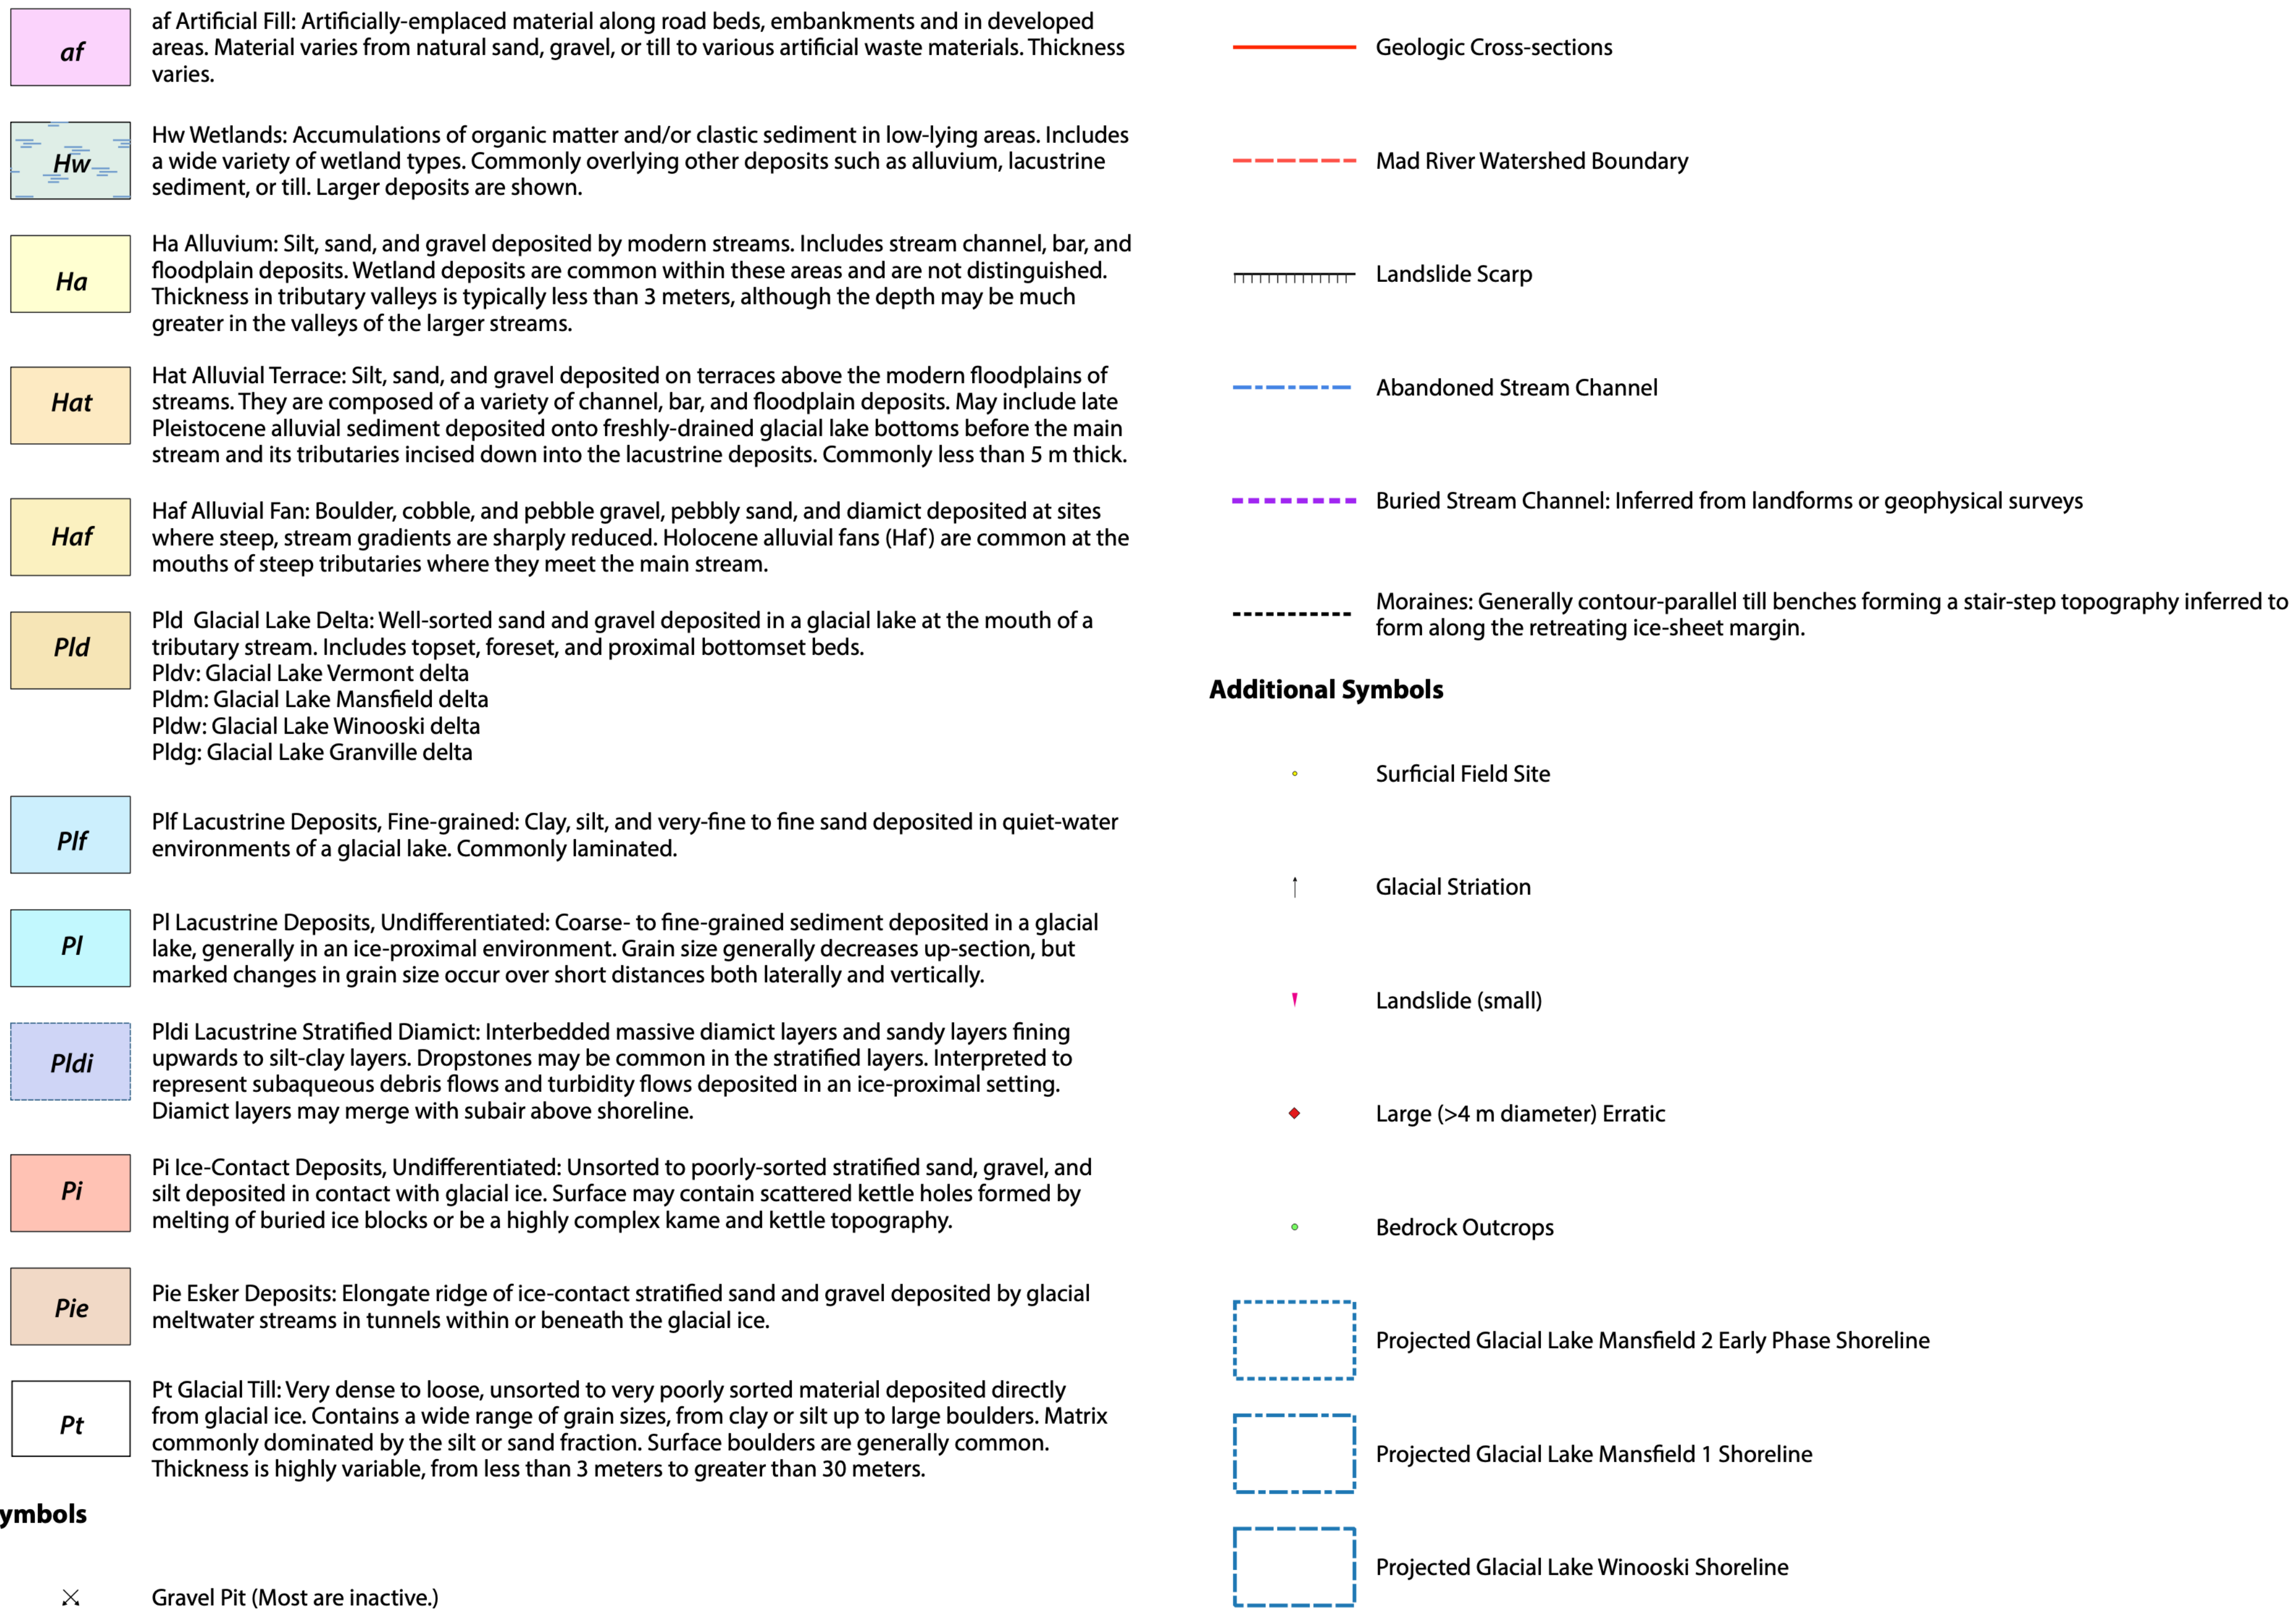 af
af Artificial Fill: Artificially-emplaced material along road beds, embankments and in developed
areas. Material varies from natural sand, gravel, or till to various artificial waste materials. Thickness
varies.
Hw
Hw Wetlands: Accumulations of organic matter and/or clastic sediment in low-lying areas. Includes
a wide variety of wetland types. Commonly overlying other deposits such as alluvium, lacustrine
sediment, or till. Larger deposits are shown.
Ha
Ha Alluvium: Silt, sand, and gravel deposited by modern streams. Includes stream channel, bar, and
floodplain deposits. Wetland deposits are common within these areas and are not distinguished.
Thickness in tributary valleys is typically less than 3 meters, although the depth may be much
greater in the valleys of the larger streams.
Hat
Hat Alluvial Terrace: Silt, sand, and gravel deposited on terraces above the modern floodplains of
streams. They are composed of a variety of channel, bar, and floodplain deposits. May include late
Pleistocene alluvial sediment deposited onto freshly-drained glacial lake bottoms before the main
stream and its tributaries incised down into the lacustrine deposits. Commonly less than 5 m thick.
Haf
Haf Alluvial Fan: Boulder, cobble, and pebble gravel, pebbly sand, and diamict deposited at sites
where steep, stream gradients are sharply reduced. Holocene alluvial fans (Haf) are common at the
mouths of steep tributaries where they meet the main stream.
Pld
Pld  Glacial Lake Delta: Well-sorted sand and gravel deposited in a glacial lake at the mouth of a
tributary stream. Includes topset, foreset, and proximal bottomset beds.
Pldv: Glacial Lake Vermont delta
Pldm: Glacial Lake Mansfield delta
Pldw: Glacial Lake Winooski delta
Pldg: Glacial Lake Granville delta
Plf
Plf Lacustrine Deposits, Fine-grained: Clay, silt, and very-fine to fine sand deposited in quiet-water
environments of a glacial lake. Commonly laminated.
Pl
Pl Lacustrine Deposits, Undifferentiated: Coarse- to fine-grained sediment deposited in a glacial
lake, generally in an ice-proximal environment. Grain size generally decreases up-section, but
marked changes in grain size occur over short distances both laterally and vertically.
Pldi
Pldi Lacustrine Stratified Diamict: Interbedded massive diamict layers and sandy layers fining
upwards to silt-clay layers. Dropstones may be common in the stratified layers. Interpreted to
represent subaqueous debris flows and turbidity flows deposited in an ice-proximal setting.
Diamict layers may merge with subair above shoreline.
Pi
Pi Ice-Contact Deposits, Undifferentiated: Unsorted to poorly-sorted stratified sand, gravel, and
silt deposited in contact with glacial ice. Surface may contain scattered kettle holes formed by
melting of buried ice blocks or be a highly complex kame and kettle topography.
Pie
Pie Esker Deposits: Elongate ridge of ice-contact stratified sand and gravel deposited by glacial
meltwater streams in tunnels within or beneath the glacial ice.
Pt
Pt Glacial Till: Very dense to loose, unsorted to very poorly sorted material deposited directly
from glacial ice. Contains a wide range of grain sizes, from clay or silt up to large boulders. Matrix
commonly dominated by the silt or sand fraction. Surface boulders are generally common.
Thickness is highly variable, from less than 3 meters to greater than 30 meters.
ymbols
Gravel Pit (Most are inactive.)
Geologic Cross-sections
Mad River Watershed Boundary
Landslide Scarp
Abandoned Stream Channel
Buried Stream Channel: Inferred from landforms or geophysical surveys
Moraines: Generally contour-parallel till benches forming a stair-step topography inferred to
form along the retreating ice-sheet margin.
Additional Symbols
Surficial Field Site
Glacial Striation
Landslide (small)
Large (>4 m diameter) Erratic
Bedrock Outcrops
Projected Glacial Lake Mansfield 2 Early Phase Shoreline
Projected Glacial Lake Mansfield 1 Shoreline
Projected Glacial Lake Winooski Shoreline